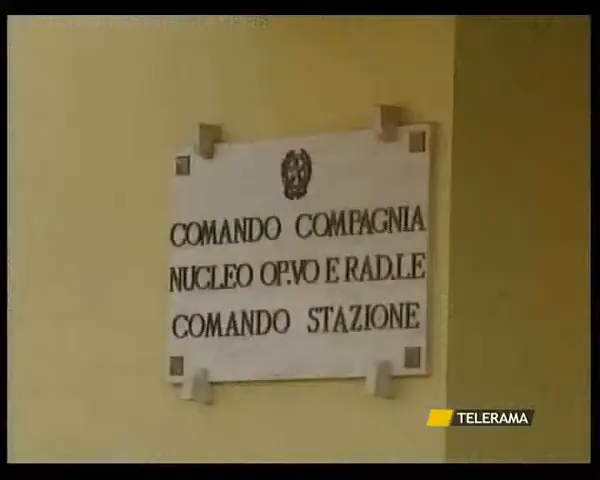 COMANDO COMPAGNIA
NUCLEO OP.VO E RAD.LE
COMANDO STAZIONE
TELERAMA